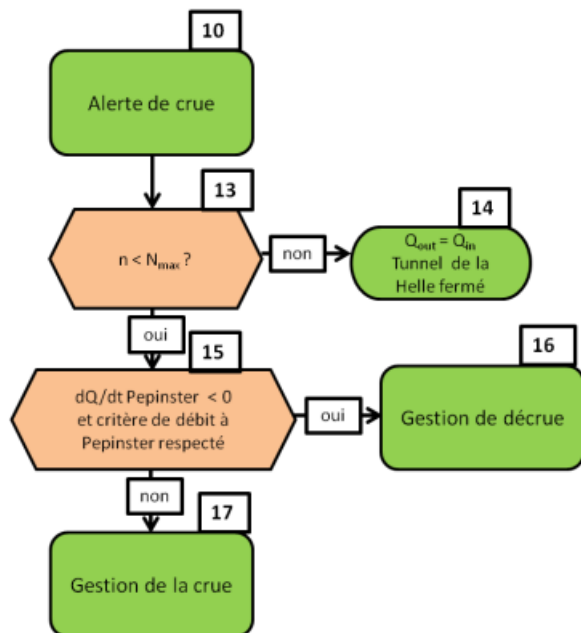 10
Alerte de crue
13
n < Nmax ?
non
14
Qout = Qin
Tunnel de la
Helle fermé
oui
15
dQ/dt Pepinster < 0
et critère de débit à
Pepinster respecté
oui
16
Gestion de décrue
non
17
Gestion de la crue